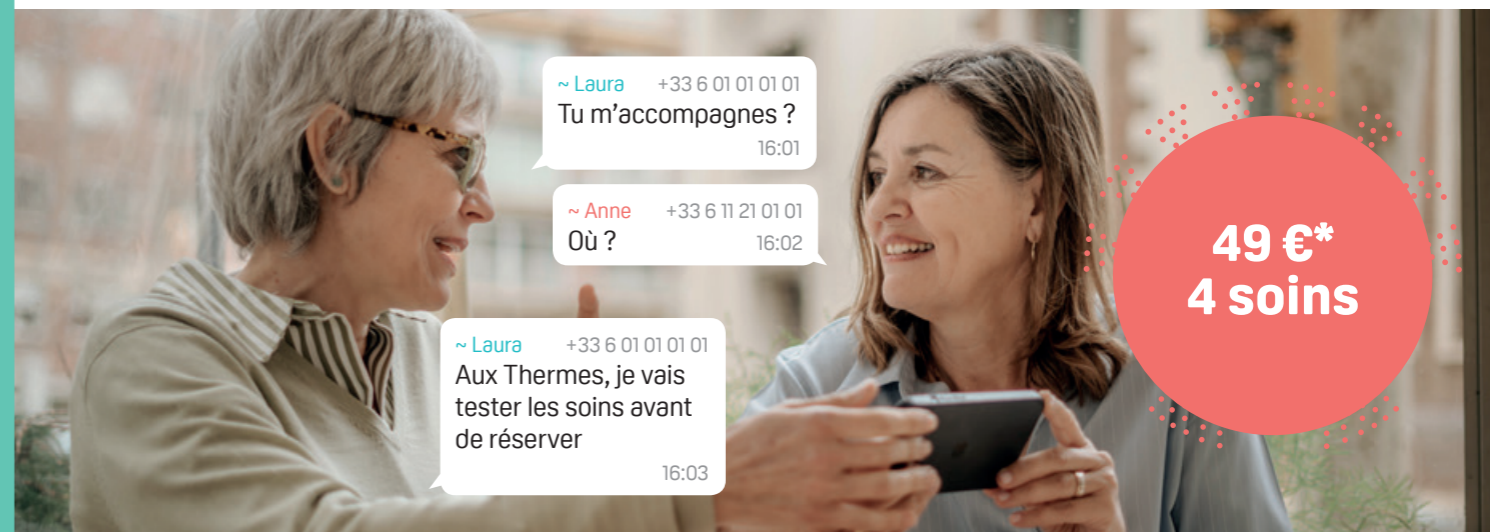 ~ Laura +33 6 01 01 01 01
Tu m'accompagnes ?
16:01
~ Anne +33 6 11 21 01 01
Où ? 16:02
~ Laura +33 6 01 01 01 01
Aux Thermes, je vais
tester les soins avant
de réserver
16:03
49 €*
4 soins